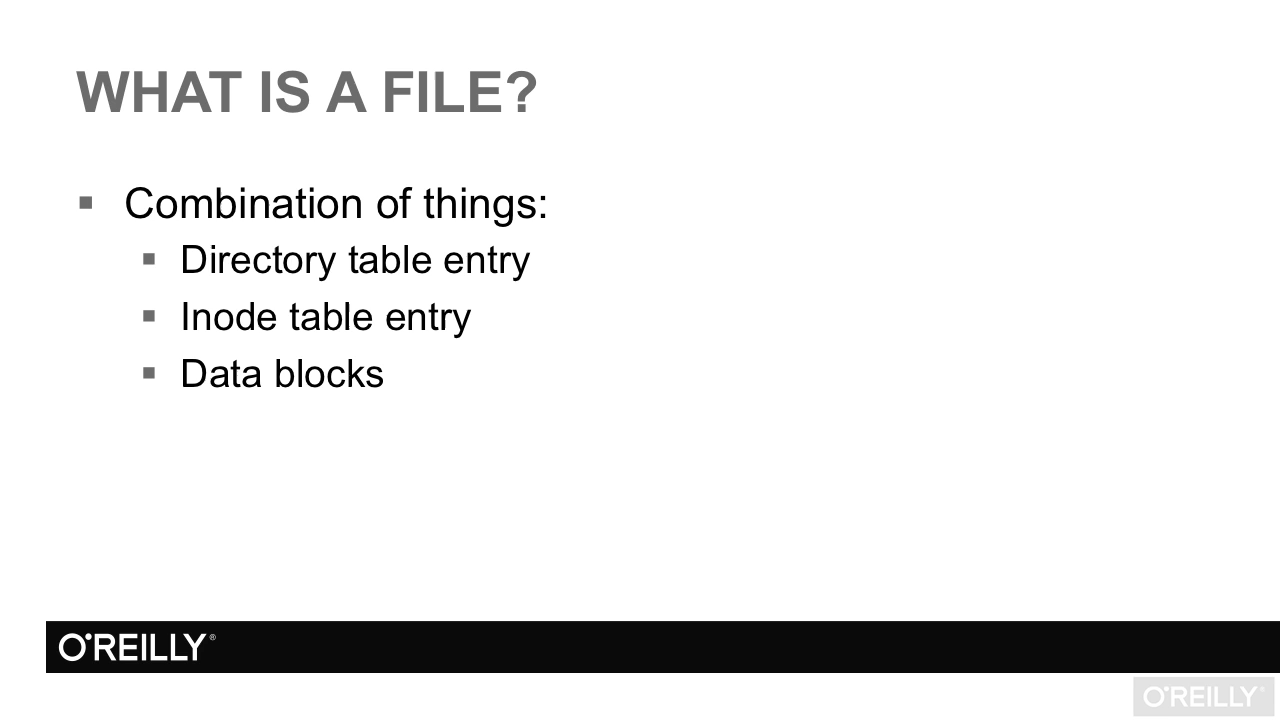 WHAT IS A FILE?
▪ Combination of things:
▪ Directory table entry
▪ Inode table entry
▪ Data blocks
O'REILLY®
O'REILLY®